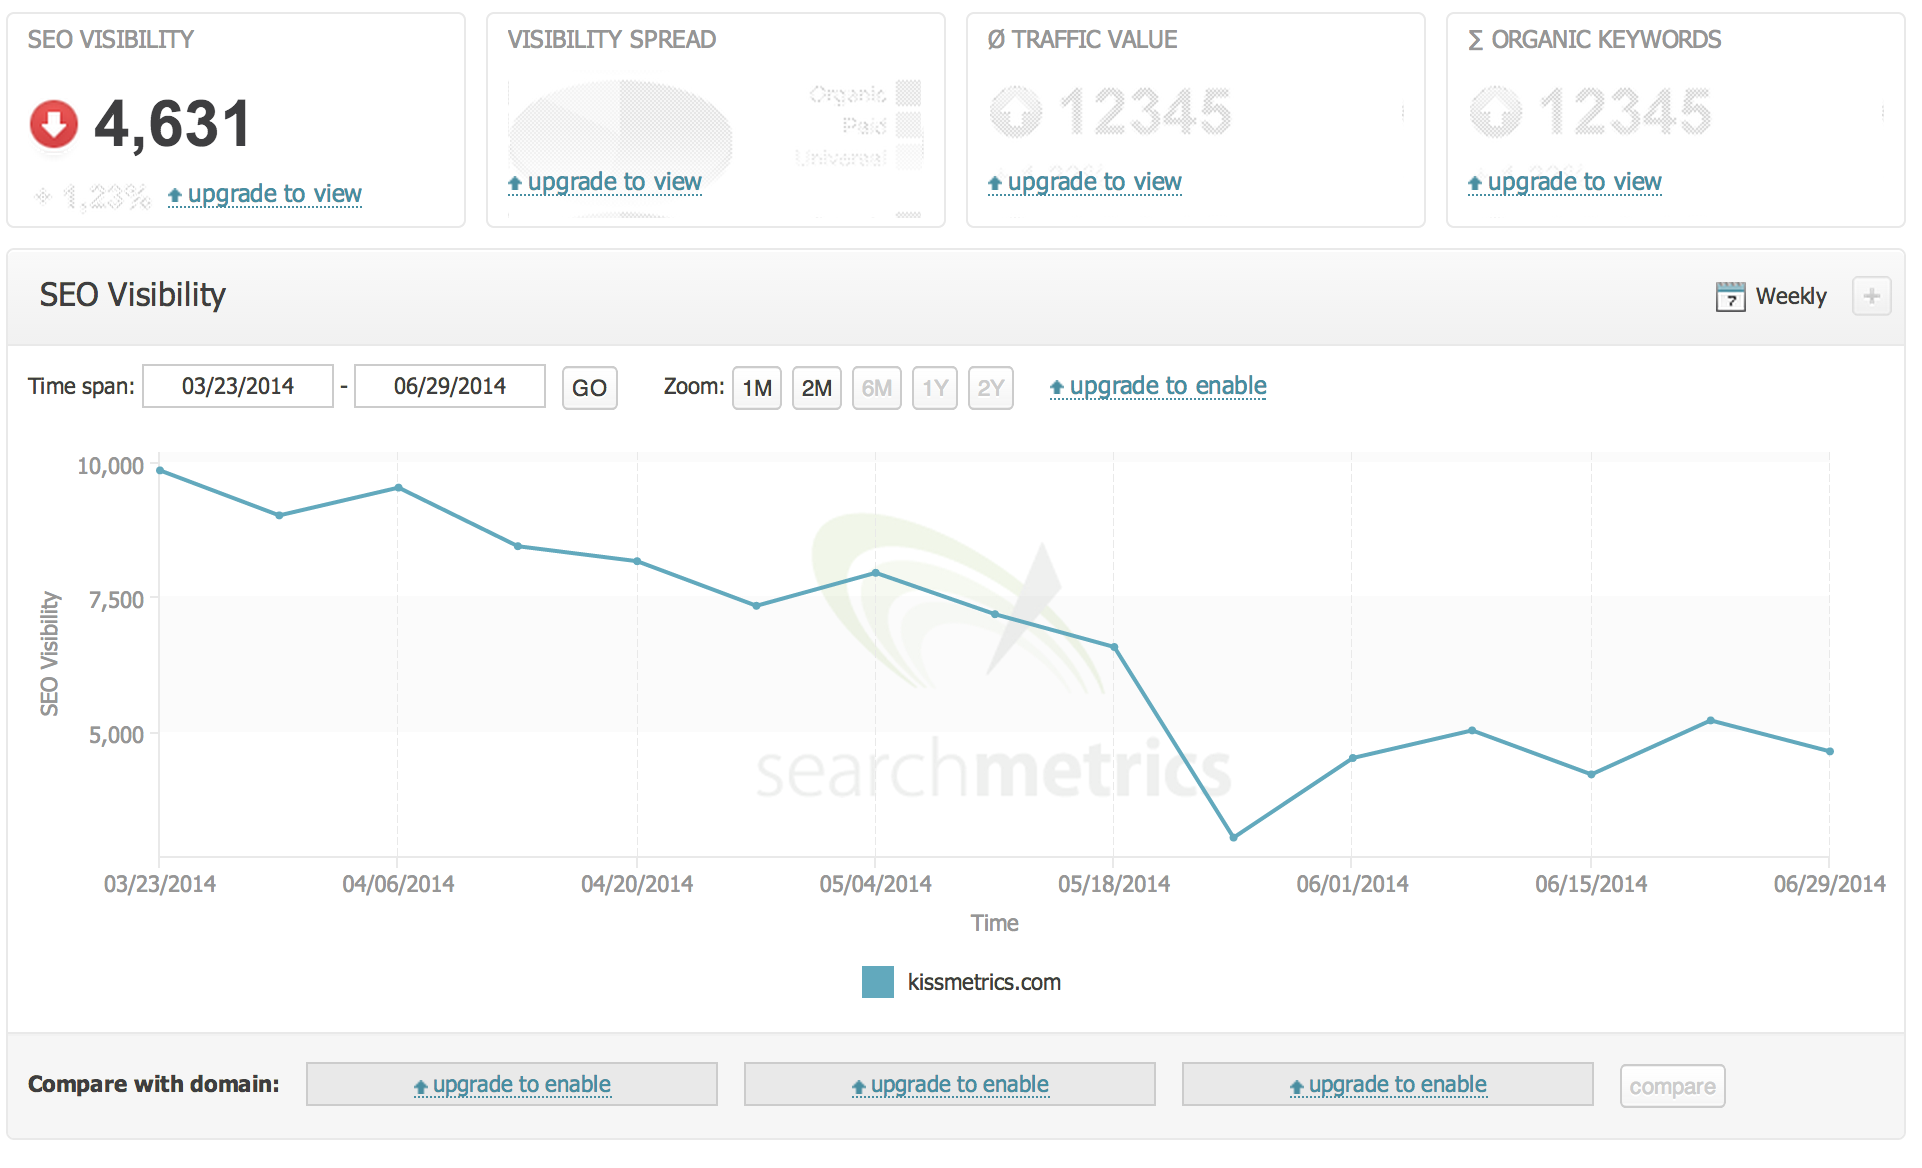 SEO VISIBILITY
4,631
1,23%
upgrade to view
VISIBILITY SPREAD
Organic
Paid
Universal
upgrade to view
Ø TRAFFIC VALUE
12345
upgrade to view
Σ ORGANIC KEYWORDS
12345
upgrade to view
SEO Visibility
7 Weekly +
Time span: 03/23/2014 - 06/29/2014 GO Zoom: 1M 2M 6M 1Y 2Y upgrade to enable
10,000
7,500
5,000
SEO Visibility
searchmetrics
03/23/2014 04/06/2014 04/20/2014 05/04/2014 05/18/2014 06/01/2014 06/15/2014 06/29/2014
Time
kissmetrics.com
Compare with domain: upgrade to enable upgrade to enable upgrade to enable compare